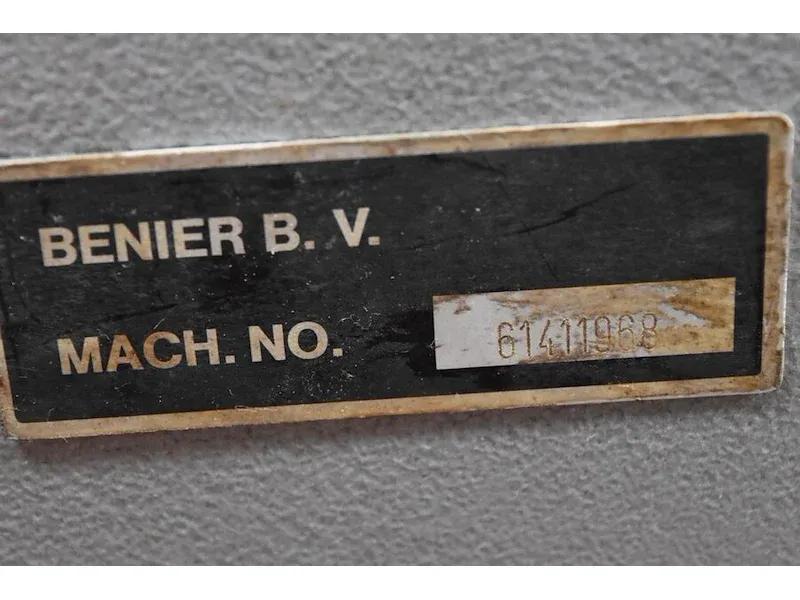 BENIER B. V.
MACH. NO. 61411968